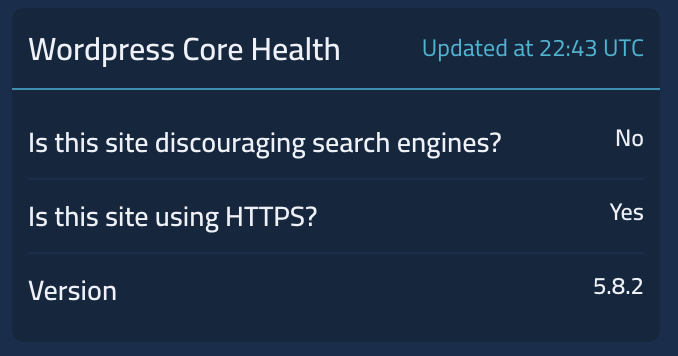 Wordpress Core Health Updated at 22:43 UTC
Is this site discouraging search engines? No
Is this site using HTTPS? Yes
Version 5.8.2